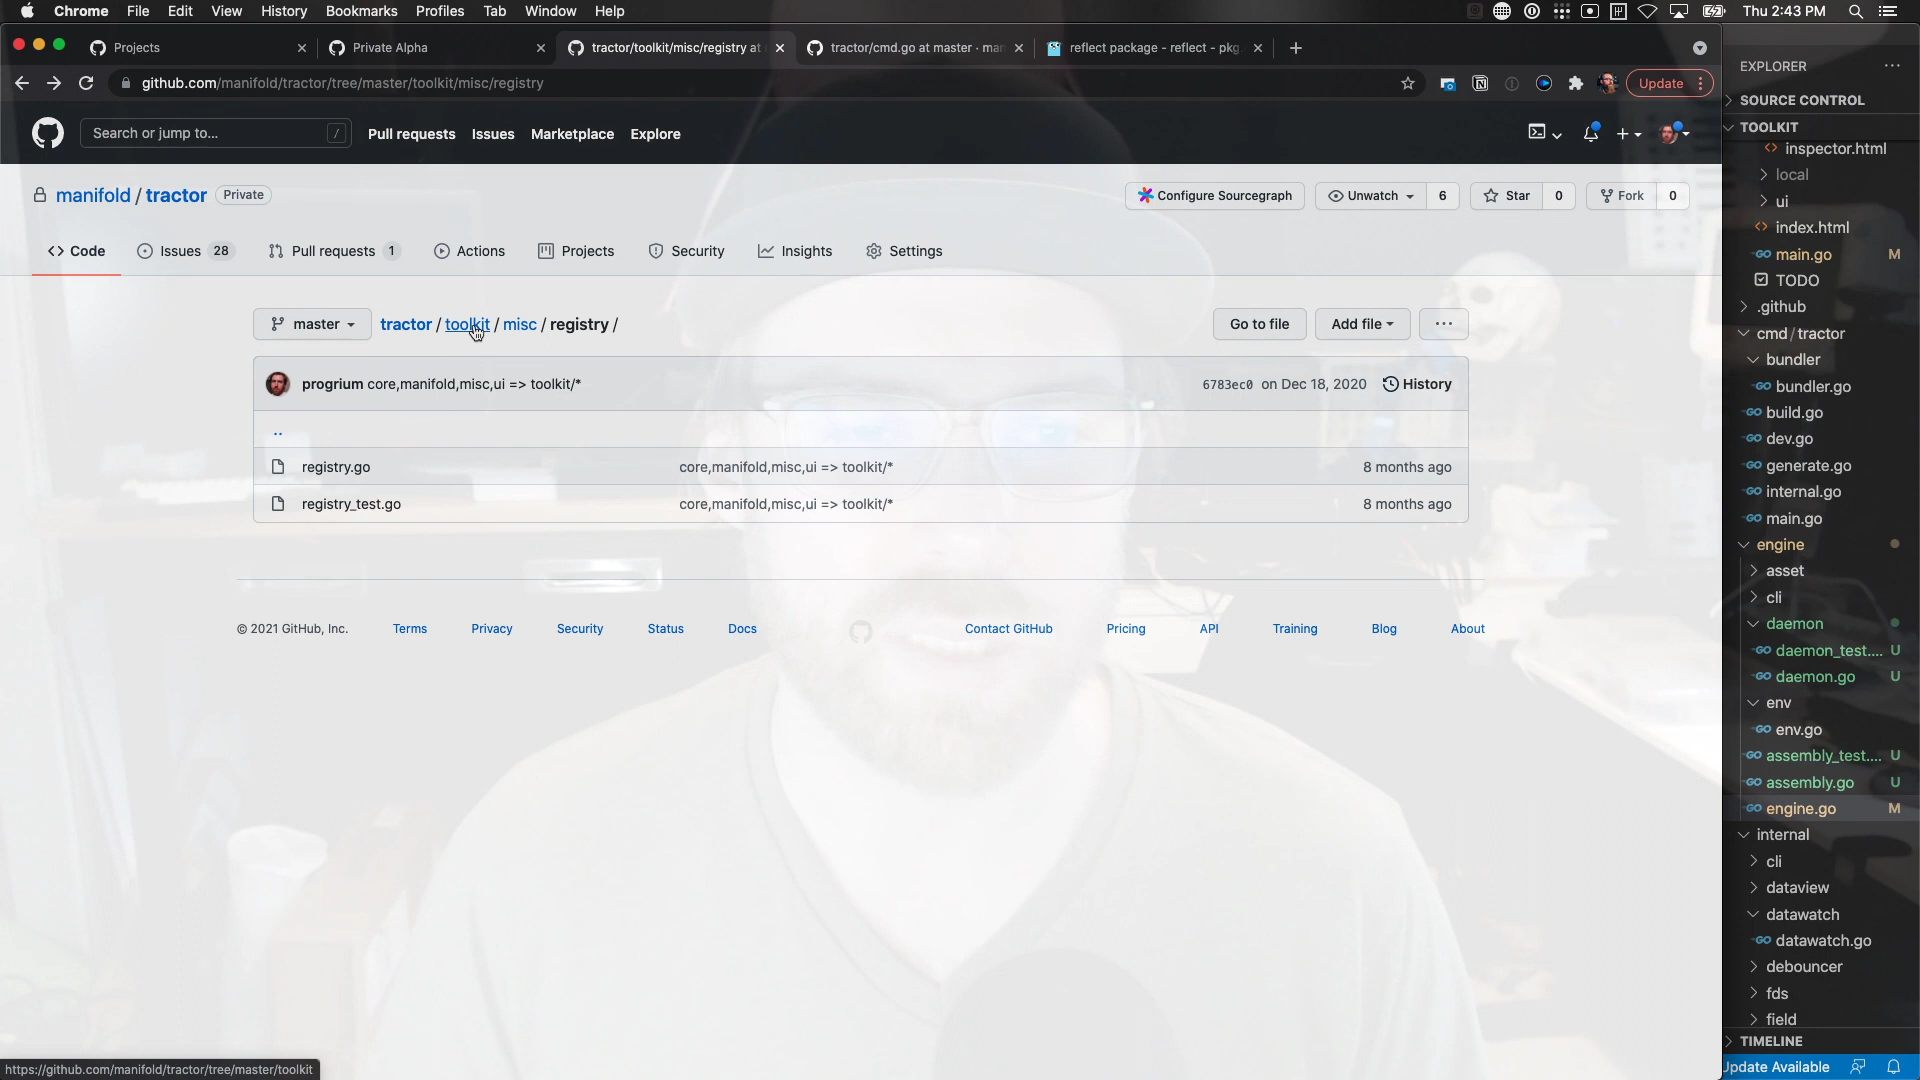 Chrome File Edit View History Bookmarks Profiles Tab Window Help Thu 2:43 PM
Projects
Private Alpha
tractor/toolkit/misc/registry at
tractor/cmd.go at master · man
reflect package - reflect - pkg.
github.com/manifold/tractor/tree/master/toolkit/misc/registry
Update
Search or jump to... /
Pull requests Issues Marketplace Explore
manifold / tractor Private
Configure Sourcegraph
Unwatch 6
Star 0
Fork 0
Code
Issues 28
Pull requests 1
Actions
Projects
Security
Insights
Settings
master
tractor / toolkit / misc / registry /
Go to file
Add file
...
progrium core,manifold,misc,ui => toolkit/*
6783ec0 on Dec 18, 2020 History
..
registry.go core,manifold,misc,ui => toolkit/* 8 months ago
registry_test.go core,manifold,misc,ui => toolkit/* 8 months ago
© 2021 GitHub, Inc. Terms Privacy Security Status Docs Contact GitHub Pricing API Training Blog About
https://github.com/manifold/tractor/tree/master/toolkit
EXPLORER ...
SOURCE CONTROL
TOOLKIT
inspector.html
local
ui
index.html
main.go M
TODO
.github
cmd / tractor
bundler
bundler.go
build.go
dev.go
generate.go
internal.go
main.go
engine
asset
cli
daemon
daemon_test.... U
daemon.go U
env
env.go
assembly_test.... U
assembly.go U
engine.go M
internal
cli
dataview
datawatch
datawatch.go
debouncer
fds
field
TIMELINE
Update Available